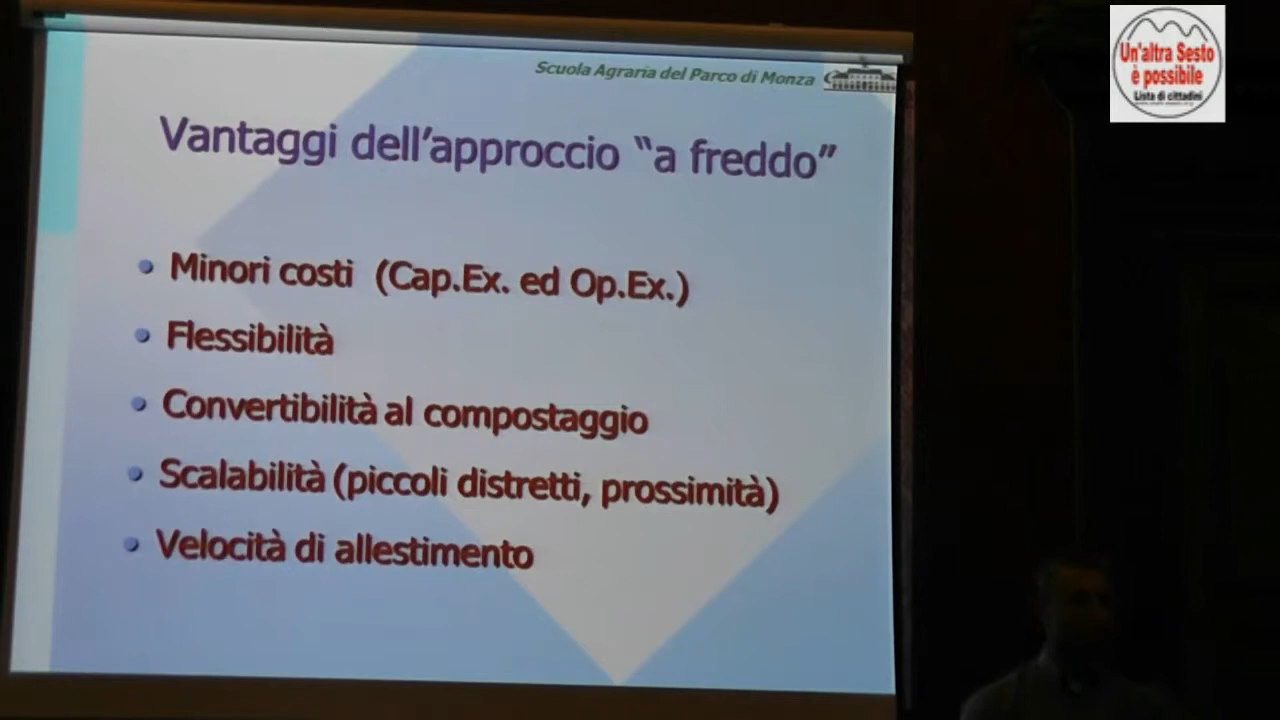 Scuola Agraria del Parco di Monza
Un'altra Sesto
è possibile
Lista di cittadini
Vantaggi dell'approccio "a freddo"
• Minori costi (Cap.Ex. ed Op.Ex.)
• Flessibilità
• Convertibilità al compostaggio
• Scalabilità (piccoli distretti, prossimità)
• Velocità di allestimento